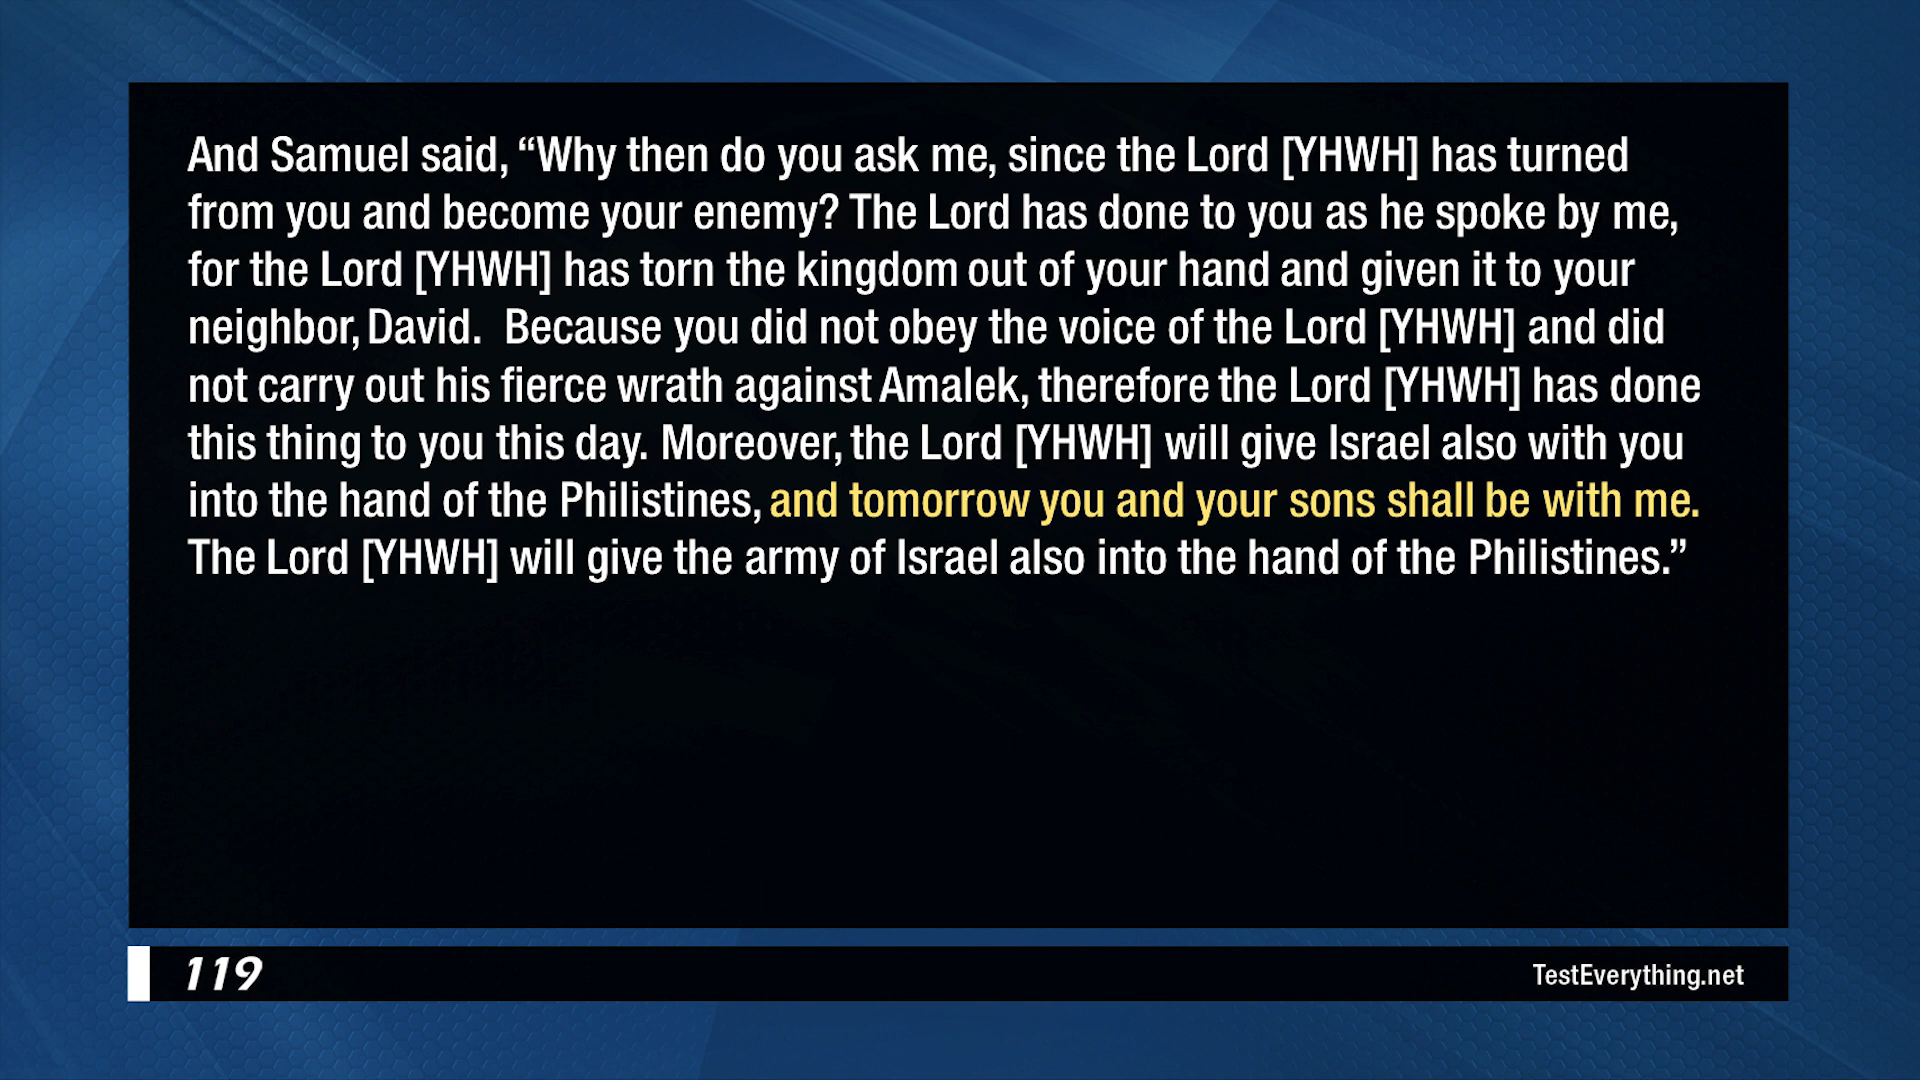 And Samuel said, “Why then do you ask me, since the Lord [YHWH] has turned
from you and become your enemy? The Lord has done to you as he spoke by me,
for the Lord [YHWH] has torn the kingdom out of your hand and given it to your
neighbor, David.  Because you did not obey the voice of the Lord [YHWH] and did
not carry out his fierce wrath against Amalek, therefore the Lord [YHWH] has done
this thing to you this day. Moreover, the Lord [YHWH] will give Israel also with you
into the hand of the Philistines, and tomorrow you and your sons shall be with me.
The Lord [YHWH] will give the army of Israel also into the hand of the Philistines.”
119
TestEverything.net